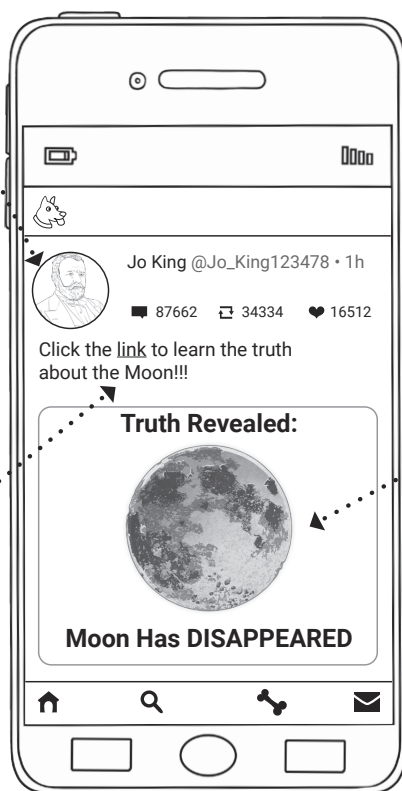 Jo King @Jo_King123478 • 1h
87662 34334 16512
Click the link to learn the truth
about the Moon!!!
Truth Revealed:
Moon Has DISAPPEARED